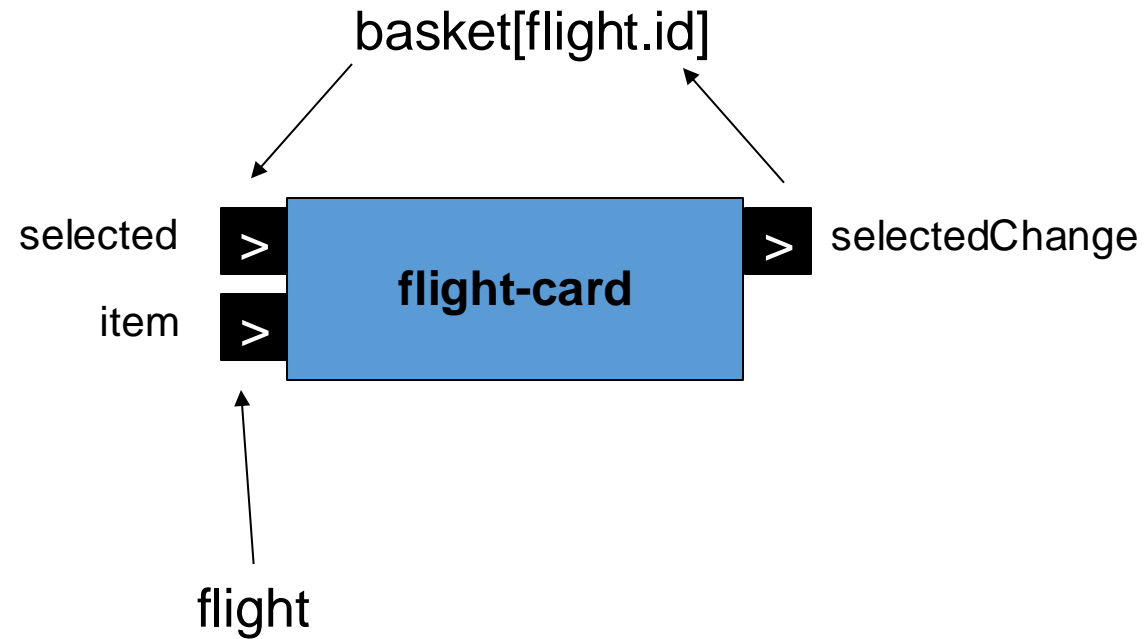 basket[flight.id]
selected
>
>
selectedChange
flight-card
item
>
flight